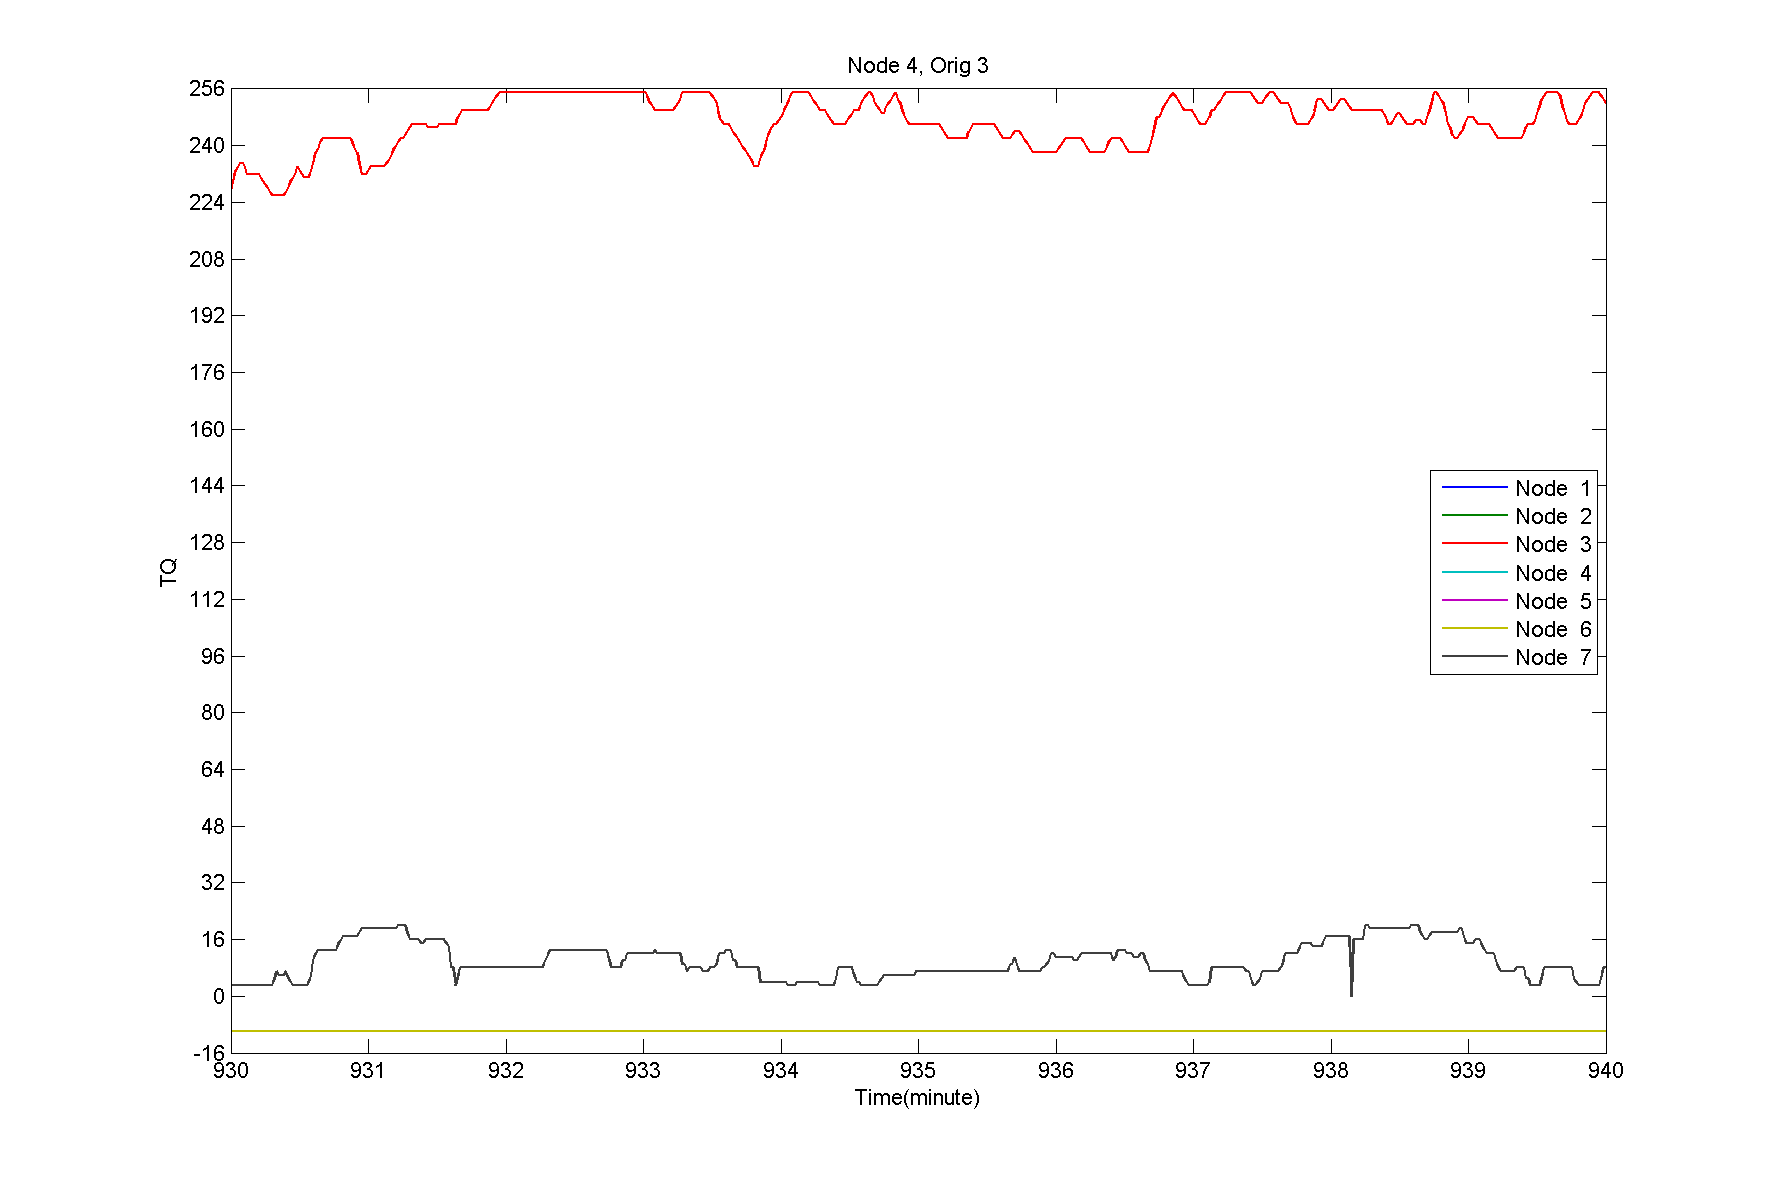 Node 4, Orig 3
256
240
224
208
192
176
160
144
128
112
96
80
64
48
32
16
0
-16
TQ
Node 1
Node 2
Node 3
Node 4
Node 5
Node 6
Node 7
930 931 932 933 934 935 936 937 938 939 940
Time(minute)